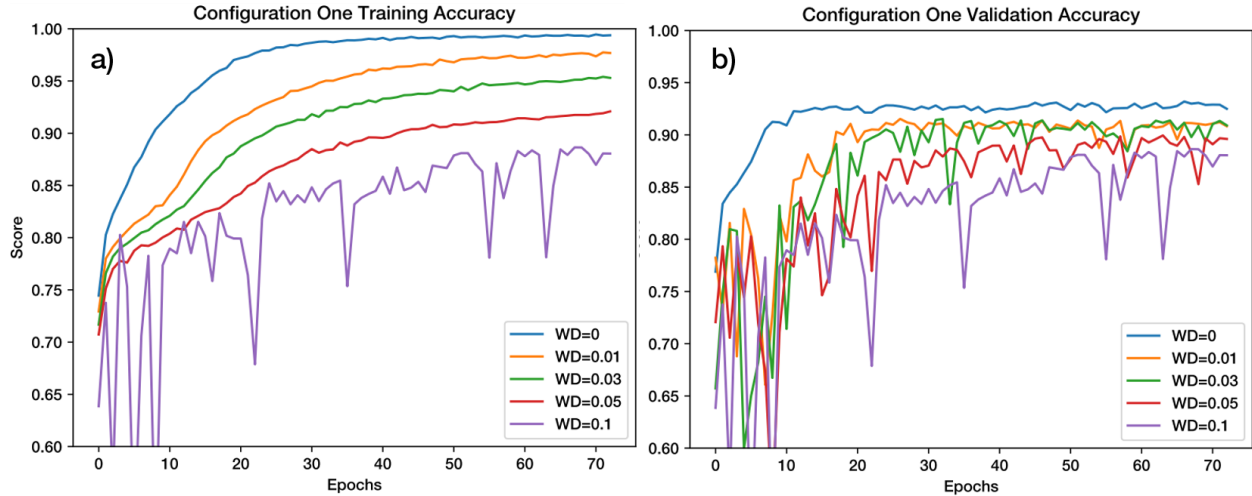 Configuration One Training Accuracy
a)
Score
1.00
0.95
0.90
0.85
0.80
0.75
0.70
0.65
0.60
0 10 20 30 40 50 60 70
Epochs
WD=0
WD=0.01
WD=0.03
WD=0.05
WD=0.1
Configuration One Validation Accuracy
b)
1.00
0.95
0.90
0.85
0.80
0.75
0.70
0.65
0.60
0 10 20 30 40 50 60 70
Epochs
WD=0
WD=0.01
WD=0.03
WD=0.05
WD=0.1